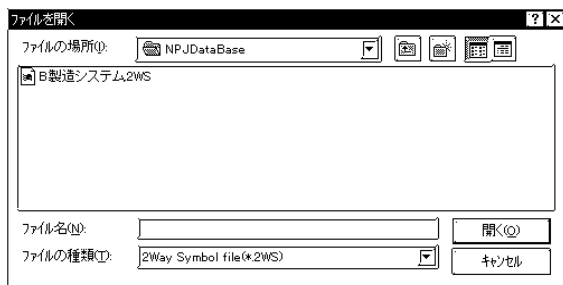 ファイルを開く
ファイルの場所(I):
NPJDataBase
B製造システム2WS
ファイル名(N):
開く(O)
ファイルの種類(T):
2Way Symbol file(*.2WS)
キャンセル